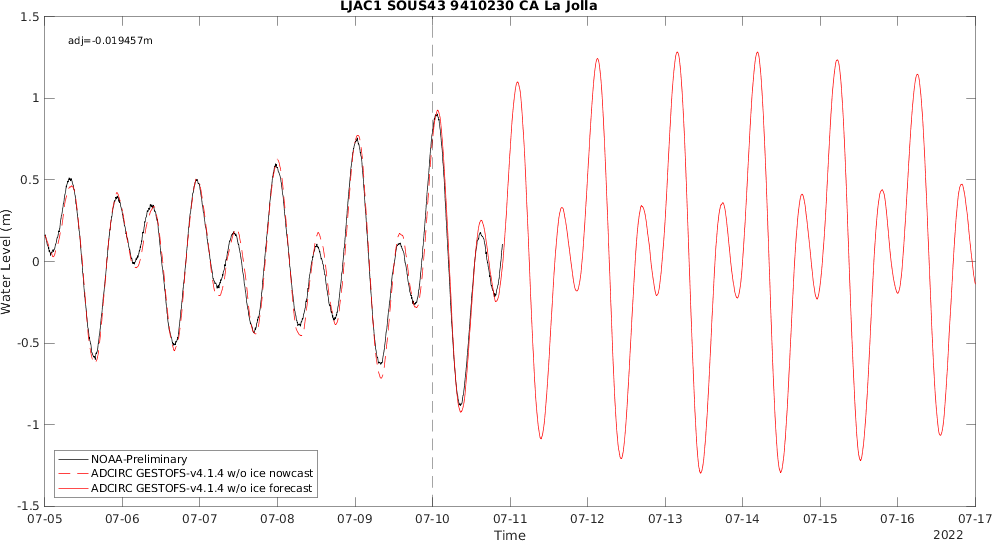 LJAC1 SOUS43 9410230 CA La Jolla
adj=-0.019457m
1.5
1
0.5
0
-0.5
-1
-1.5
Water Level (m)
NOAA-Preliminary
ADCIRC GESTOFS-v4.1.4 w/o ice nowcast
ADCIRC GESTOFS-v4.1.4 w/o ice forecast
07-05 07-06 07-07 07-08 07-09 07-10 07-11 07-12 07-13 07-14 07-15 07-16 07-17
Time
2022